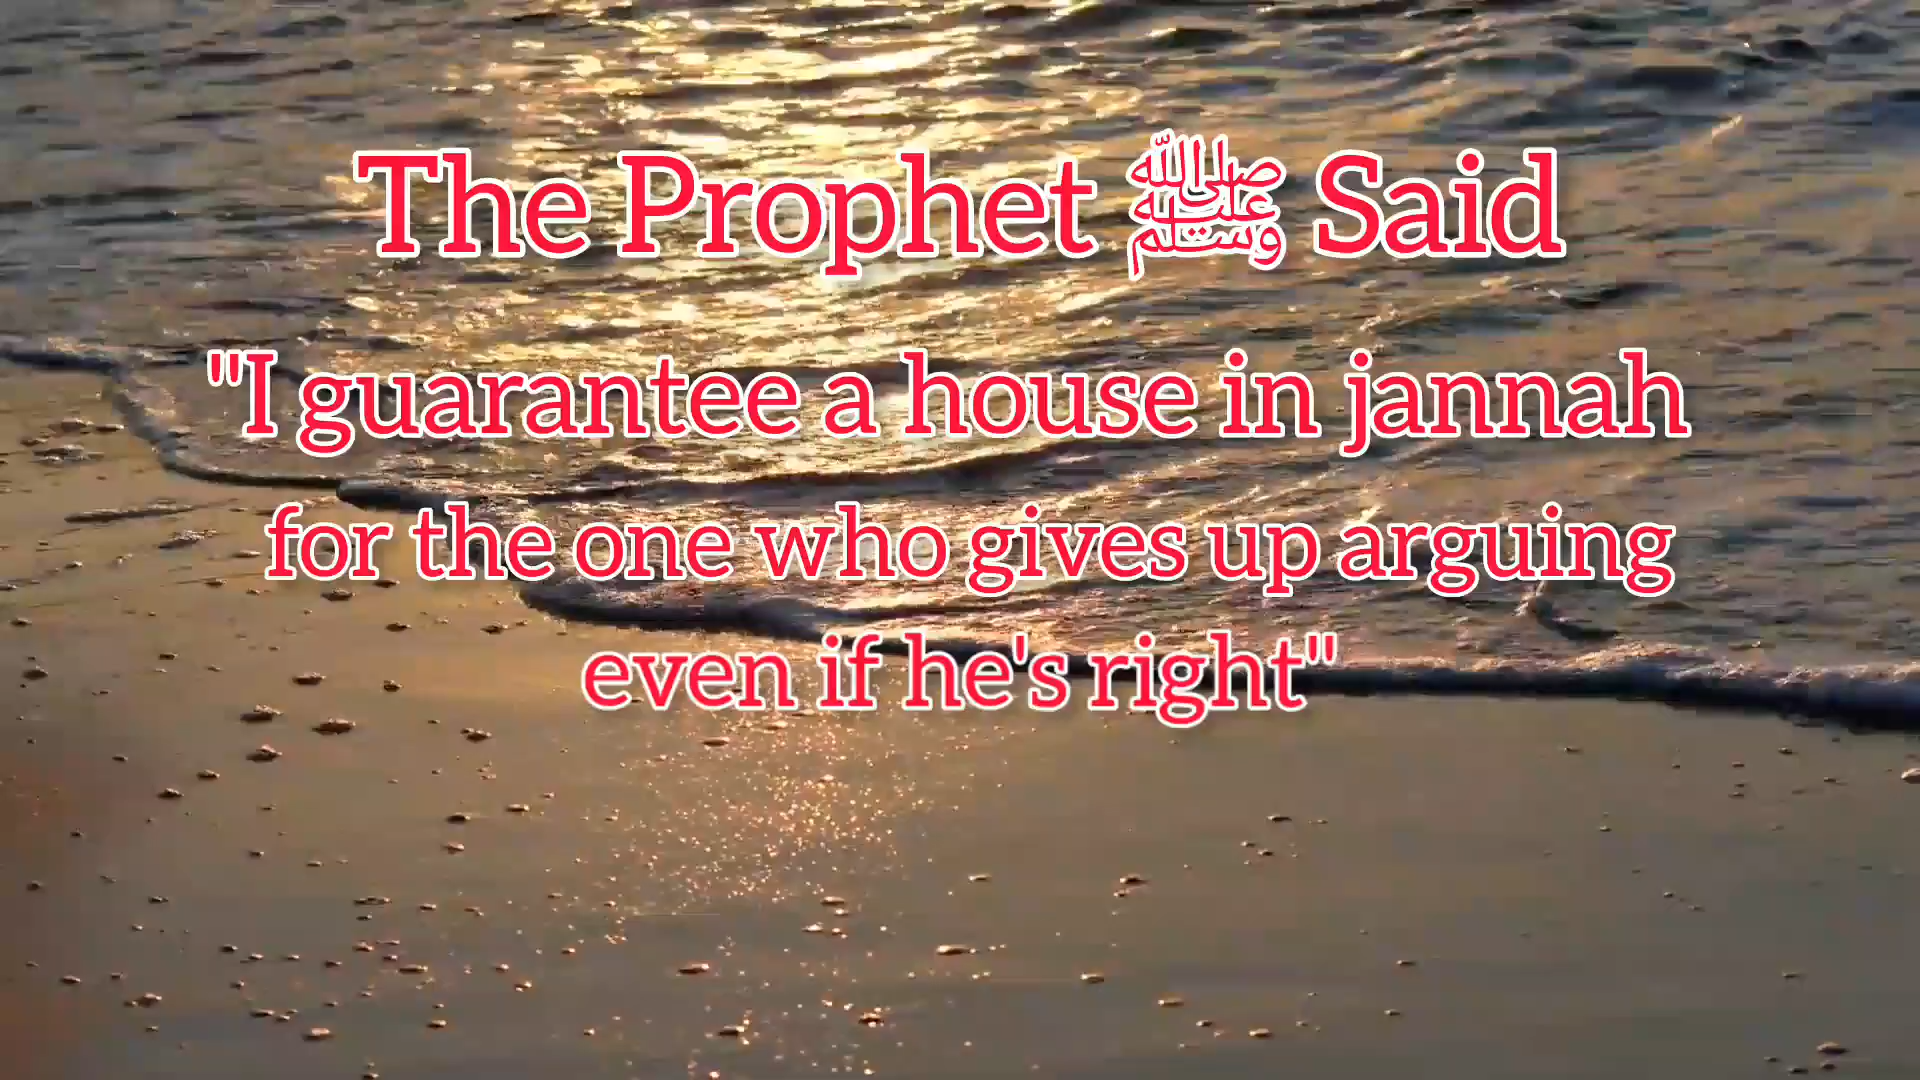 The Prophet ﷺ Said
"I guarantee a house in jannah
for the one who gives up arguing
even if he's right"